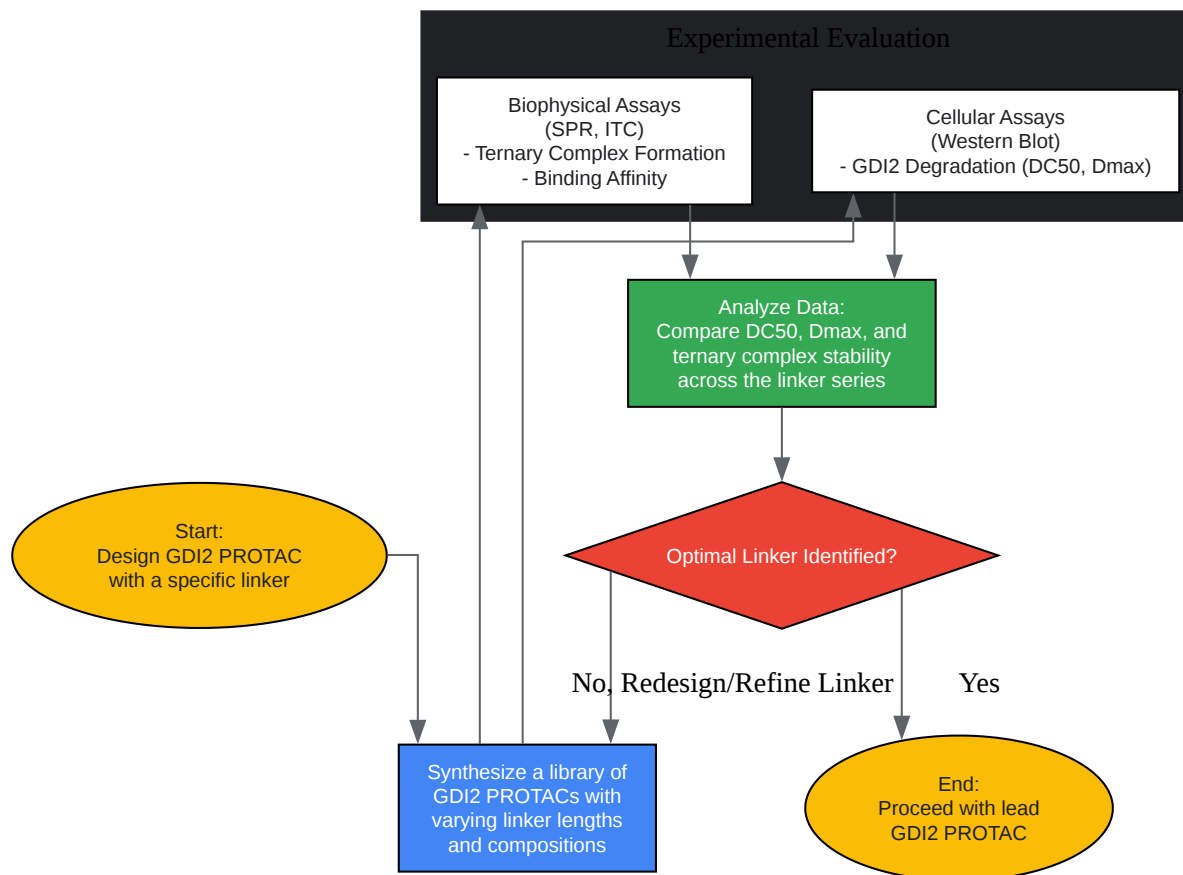 Experimental Evaluation
Biophysical Assays
(SPR, ITC)
- Ternary Complex Formation
- Binding Affinity
Cellular Assays
(Western Blot)
- GDI2 Degradation (DC50, Dmax)
Analyze Data:
Compare DC50, Dmax, and
ternary complex stability
across the linker series
Start:
Design GDI2 PROTAC
with a specific linker
Optimal Linker Identified?
No, Redesign/Refine Linker
Yes
Synthesize a library of
GDI2 PROTACs with
varying linker lengths
and compositions
End:
Proceed with lead
GDI2 PROTAC